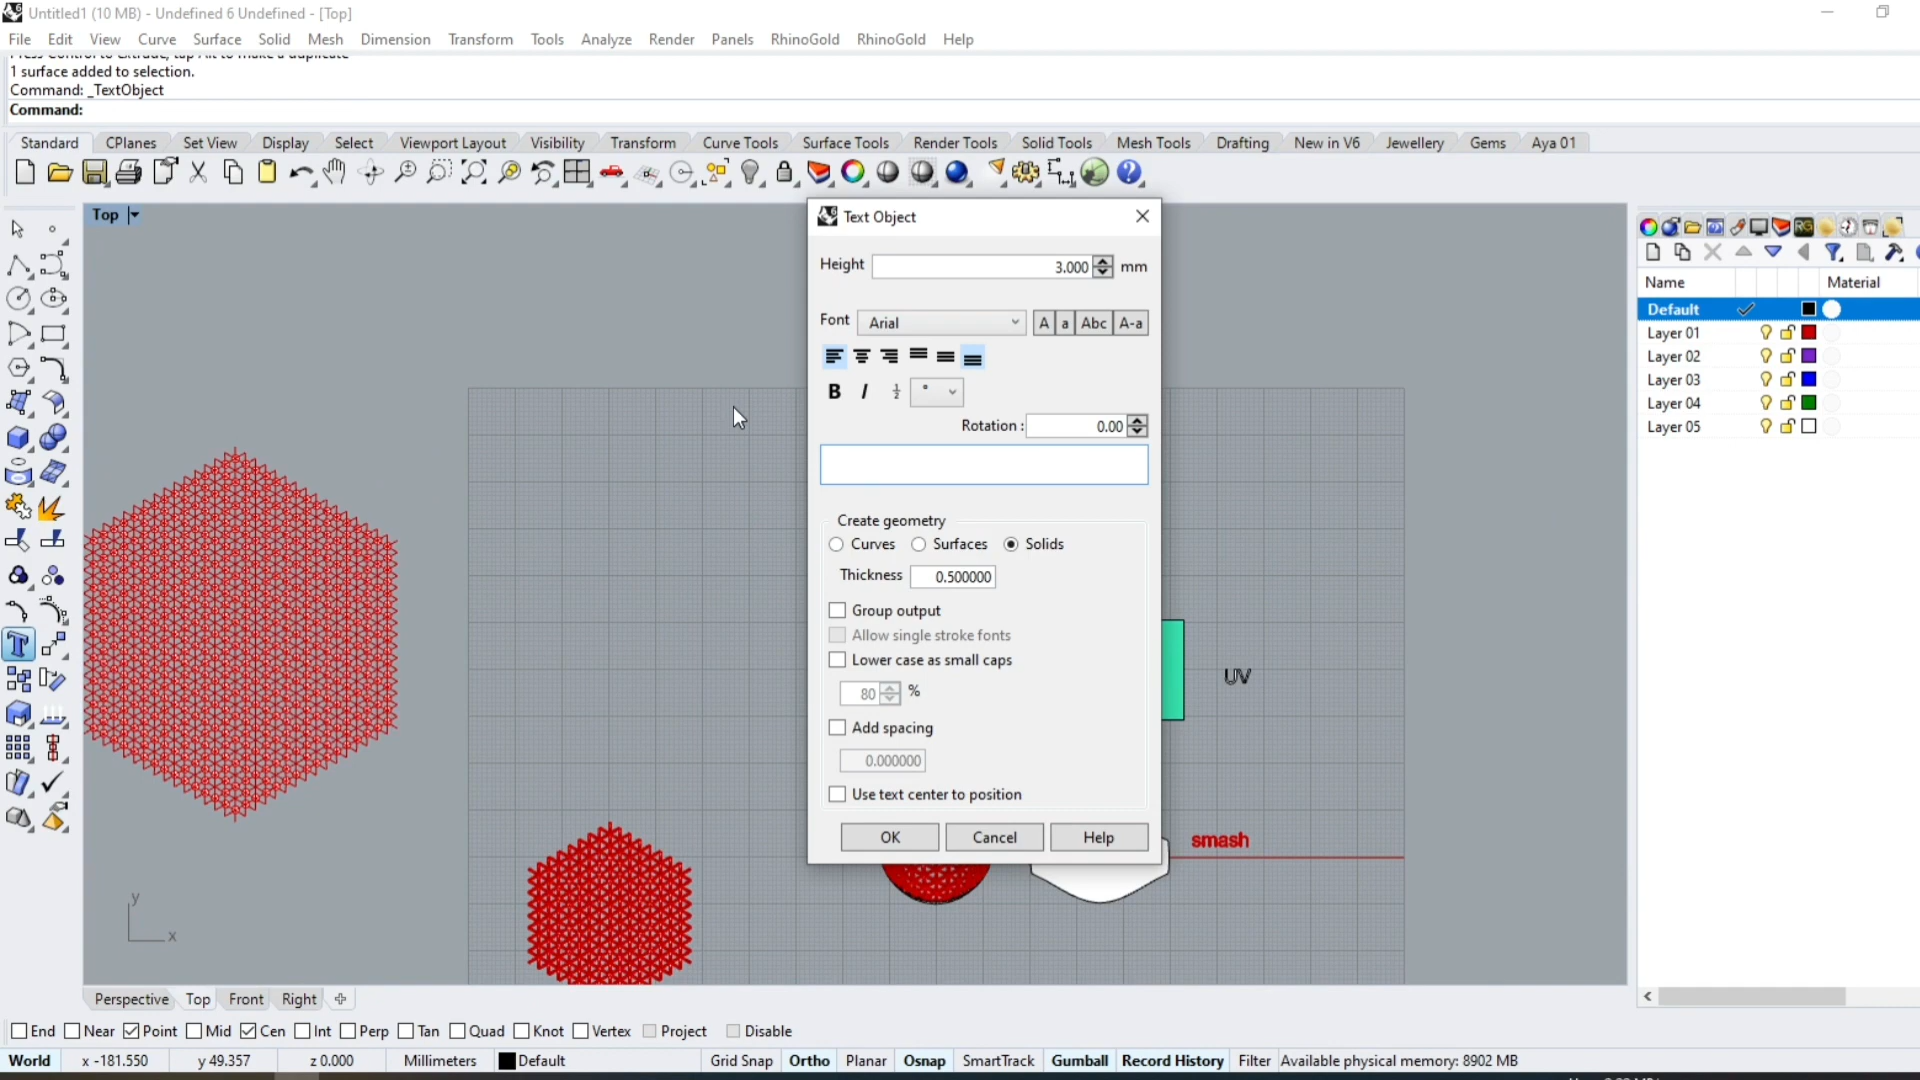 Untitled1 (10 MB) - Undefined 6 Undefined - [Top]
File Edit View Curve Surface Solid Mesh Dimension Transform Tools Analyze Render Panels RhinoGold RhinoGold Help
1 surface added to selection.
Command: _TextObject
Command:
Standard CPlanes Set View Display Select Viewport Layout Visibility Transform Curve Tools Surface Tools Render Tools Solid Tools Mesh Tools Drafting New in V6 Jewellery Gems Aya 01
Top
Text Object
Height 3.000 mm
Font Arial A a Abc A-a
B I ½ °
Rotation : 0.00
Create geometry
Curves Surfaces Solids
Thickness 0.500000
Group output
Allow single stroke fonts
Lower case as small caps
80 %
Add spacing
0.000000
Use text center to position
OK Cancel Help
UV
smash
y
x
Name Material
Default
Layer 01
Layer 02
Layer 03
Layer 04
Layer 05
Perspective Top Front Right
End Near Point Mid Cen Int Perp Tan Quad Knot Vertex Project Disable
World x -181.550 y 49.357 z 0.000 Millimeters Default Grid Snap Ortho Planar Osnap SmartTrack Gumball Record History Filter Available physical memory: 8902 MB